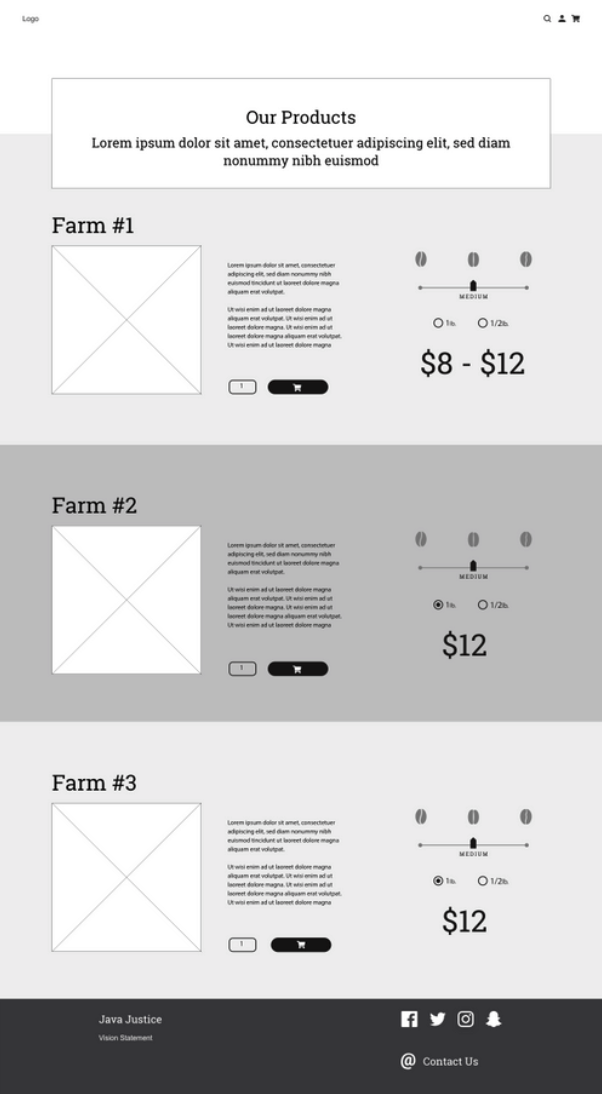 Logo
Our Products
Lorem ipsum dolor sit amet, consectetuer adipiscing elit, sed diam
nonummy nibh euismod
Farm #1
Lorem ipsum dolor sit amet, consectetuer
adipiscing elit, sed diam nonummy nibh
euismod tincidunt ut laoreet dolore magna
aliquam erat volutpat.
Ut wisi enim ad ut laoreet dolore magna
aliquam erat volutpat. Ut wisi enim ad ut
laoreet dolore magna. Ut wisi enim ad ut
laoreet dolore magna aliquam erat volutpat.
Ut wisi enim ad ut laoreet dolore magna
1
MEDIUM
1lb.
1/2lb.
$8 - $12
Farm #2
Lorem ipsum dolor sit amet, consectetuer
adipiscing elit, sed diam nonummy nibh
euismod tincidunt ut laoreet dolore magna
aliquam erat volutpat.
Ut wisi enim ad ut laoreet dolore magna
aliquam erat volutpat. Ut wisi enim ad ut
laoreet dolore magna. Ut wisi enim ad ut
laoreet dolore magna aliquam erat volutpat.
Ut wisi enim ad ut laoreet dolore magna
1
MEDIUM
1lb.
1/2lb.
$12
Farm #3
Lorem ipsum dolor sit amet, consectetuer
adipiscing elit, sed diam nonummy nibh
euismod tincidunt ut laoreet dolore magna
aliquam erat volutpat.
Ut wisi enim ad ut laoreet dolore magna
aliquam erat volutpat. Ut wisi enim ad ut
laoreet dolore magna. Ut wisi enim ad ut
laoreet dolore magna aliquam erat volutpat.
Ut wisi enim ad ut laoreet dolore magna
1
MEDIUM
1lb.
1/2lb.
$12
Java Justice
Vision Statement
@ Contact Us